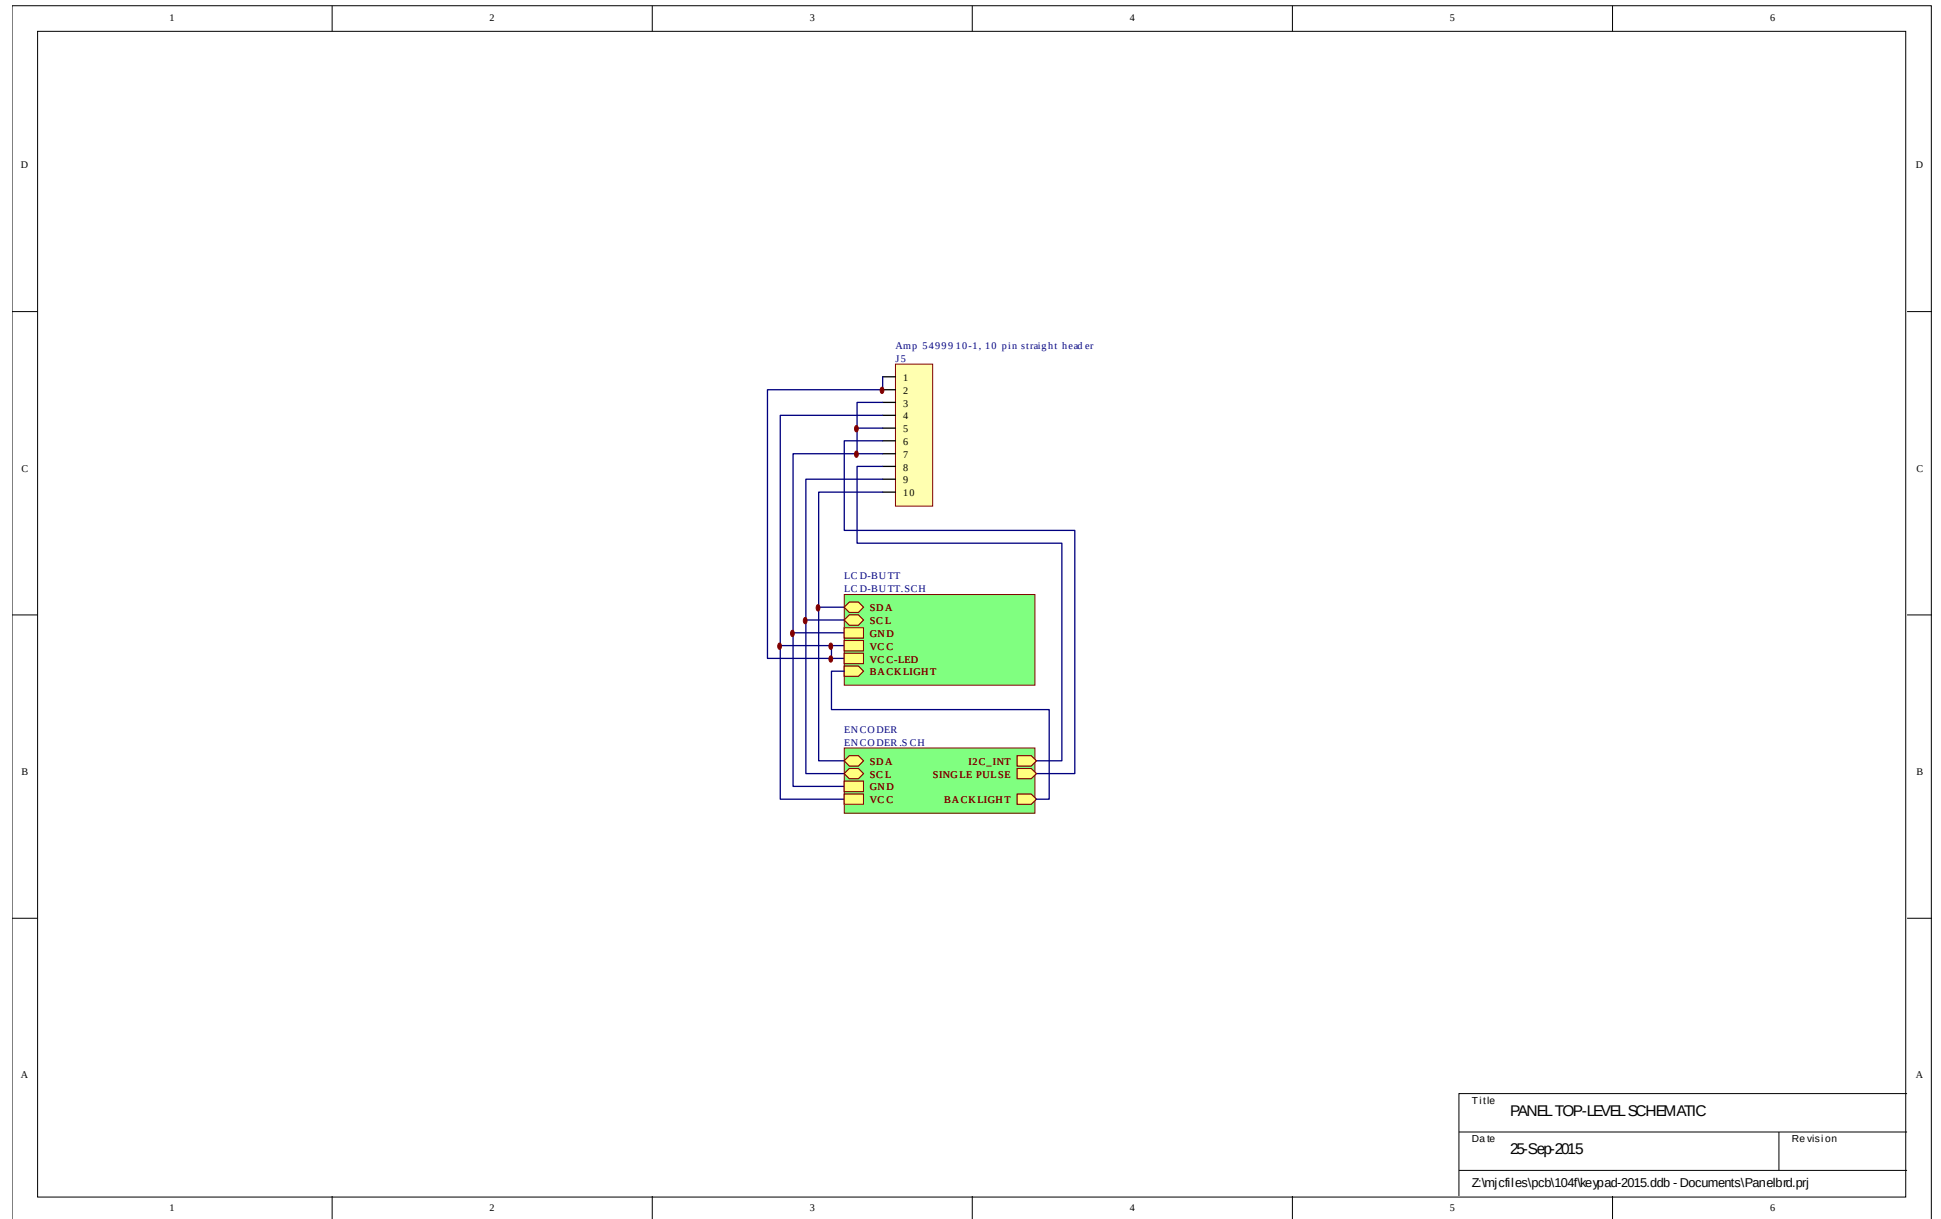 1 2 3 4 5 6
D D
Amp 5499910-1, 10 pin straight header
J5
1
2
3
4
5
6
7
8
9
10
C C
LCD-BUTT
LCD-BUTT.SCH
SDA
SCL
GND
VCC
VCC-LED
BACKLIGHT
ENCODER
ENCODER.SCH
SDA I2C_INT
SCL SINGLE PULSE
GND
VCC BACKLIGHT
B B
A A
Title PANEL TOP-LEVEL SCHEMATIC
Date 25-Sep-2015 Revision
Z:\mjcfiles\pcb\104f\keypad-2015.ddb - Documents\Panelbrd.prj
1 2 3 4 5 6